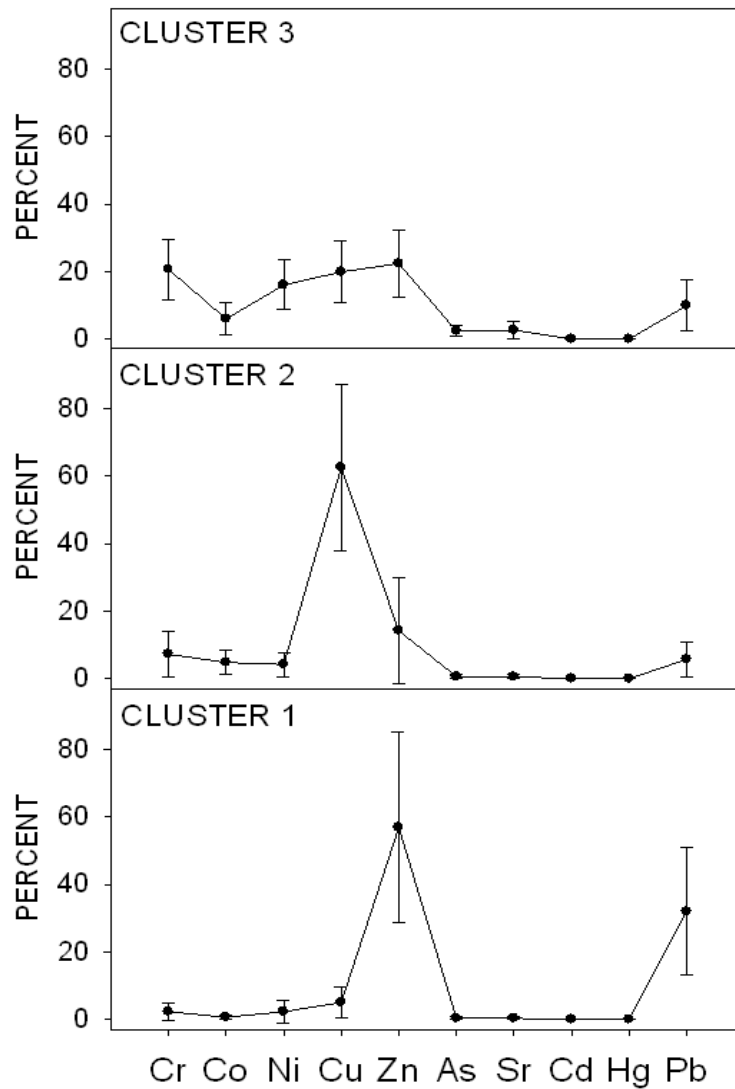 CLUSTER 3
PERCENT
80
60
40
20
0
CLUSTER 2
PERCENT
80
60
40
20
0
CLUSTER 1
PERCENT
80
60
40
20
0
Cr Co Ni Cu Zn As Sr Cd Hg Pb